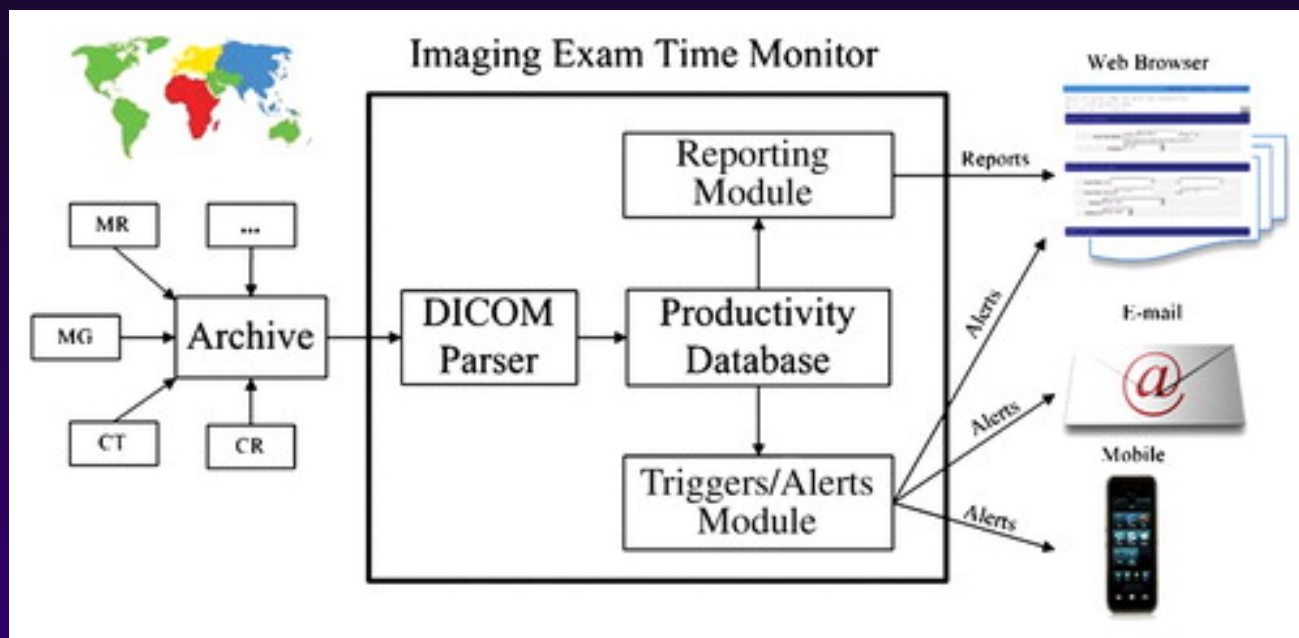 Imaging Exam Time Monitor
Web Browser
Reporting
Module
Reports
MR
...
DICOM
Parser
Productivity
Database
Alerts
MG
Archive
E-mail
@
Alerts
CT
CR
Mobile
Triggers/Alerts
Module
Alerts